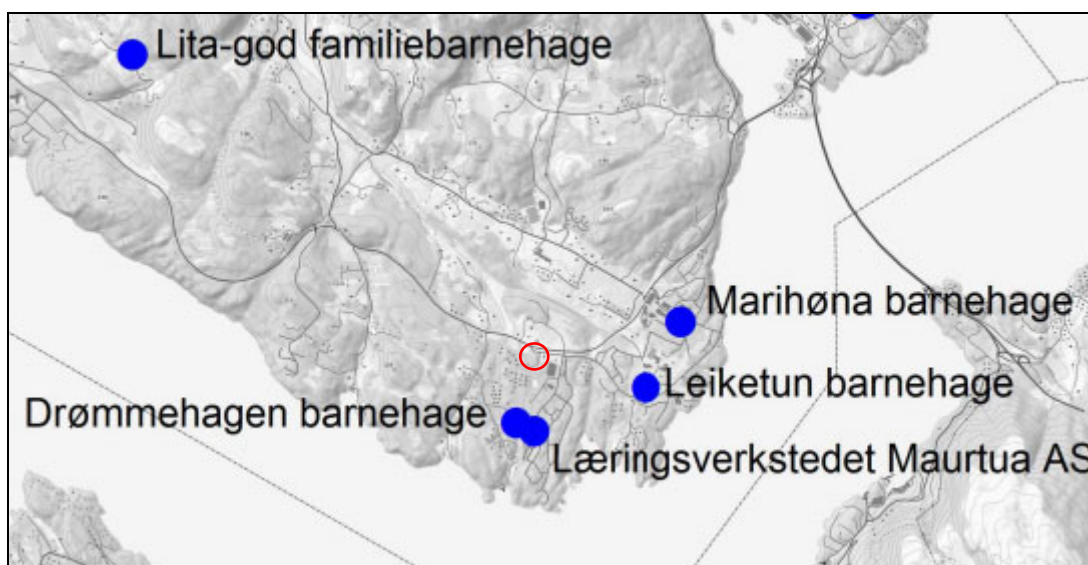 Lita-god familiebarnehage
Marihøna barnehage
Leiketun barnehage
Drømmehagen barnehage
Læringsverkstedet Maurtua AS